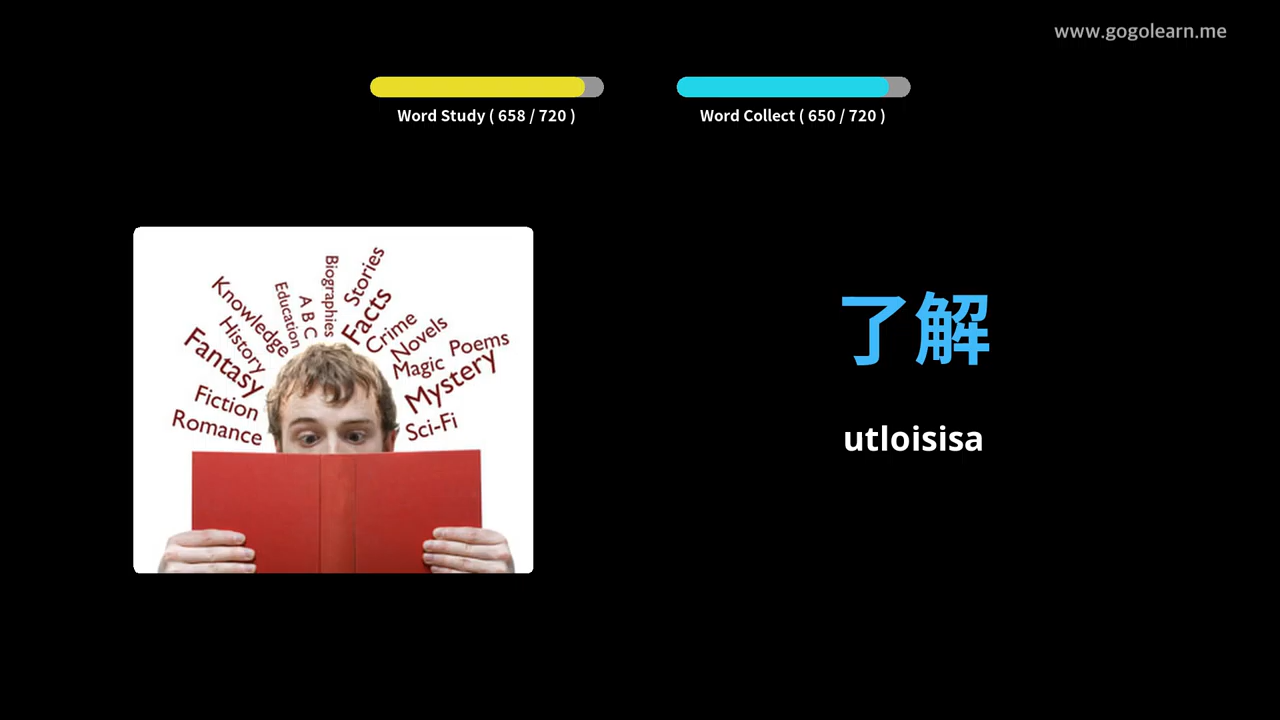 www.gogolearn.me
Word Study ( 658 / 720 )
Word Collect ( 650 / 720 )
Romance
Fiction
Fantasy
History
Knowledge
Education
A B C
Biographies
Stories
Facts
Crime
Novels
Magic
Poems
Mystery
Sci-Fi
了解
utloisisa